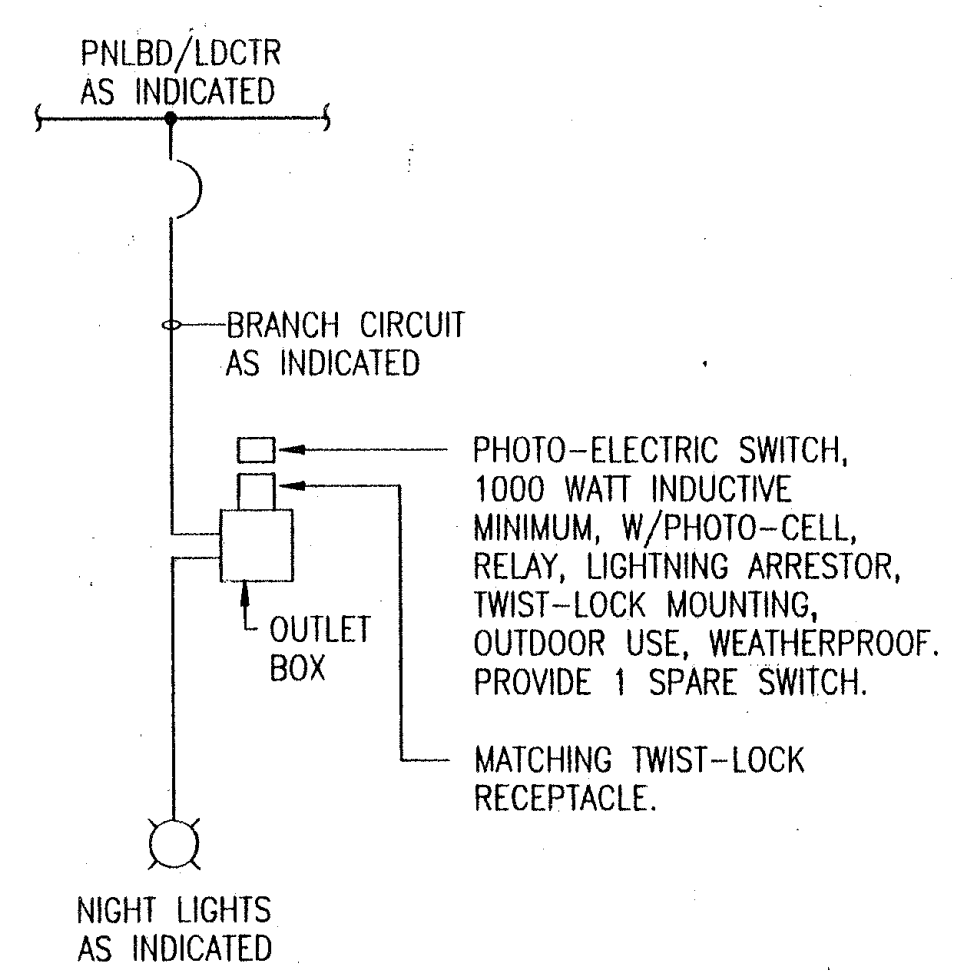 PNLBD/LDCTR
AS INDICATED
BRANCH CIRCUIT
AS INDICATED
PHOTO-ELECTRIC SWITCH,
1000 WATT INDUCTIVE
MINIMUM, W/PHOTO-CELL,
RELAY, LIGHTNING ARRESTOR,
TWIST-LOCK MOUNTING,
OUTDOOR USE, WEATHERPROOF.
PROVIDE 1 SPARE SWITCH.
OUTLET
BOX
MATCHING TWIST-LOCK
RECEPTACLE.
NIGHT LIGHTS
AS INDICATED